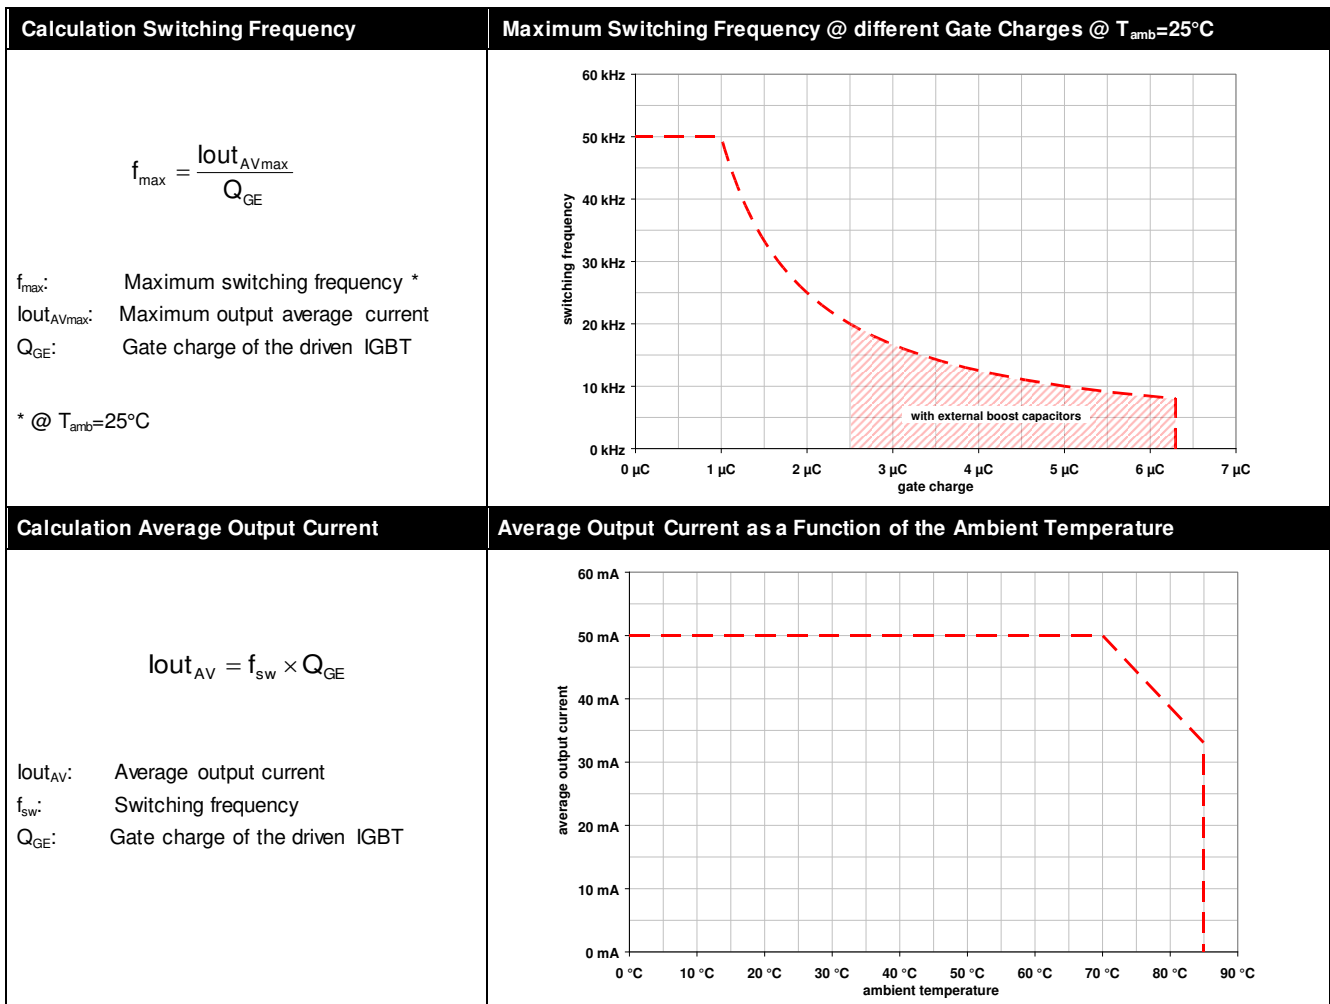 Calculation Switching Frequency
Maximum Switching Frequency @ different Gate Charges @ Tamb=25°C
fmax = IoutAVmax / QGE
fmax: Maximum switching frequency *
IoutAVmax: Maximum output average current
QGE: Gate charge of the driven IGBT
* @ Tamb=25°C
60 kHz
50 kHz
40 kHz
30 kHz
20 kHz
10 kHz
0 kHz
switching frequency
with external boost capacitors
0 µC 1 µC 2 µC 3 µC 4 µC 5 µC 6 µC 7 µC
gate charge
Calculation Average Output Current
Average Output Current as a Function of the Ambient Temperature
IoutAV = fsw × QGE
IoutAV: Average output current
fsw: Switching frequency
QGE: Gate charge of the driven IGBT
60 mA
50 mA
40 mA
30 mA
20 mA
10 mA
0 mA
average output current
0 °C 10 °C 20 °C 30 °C 40 °C 50 °C 60 °C 70 °C 80 °C 90 °C
ambient temperature